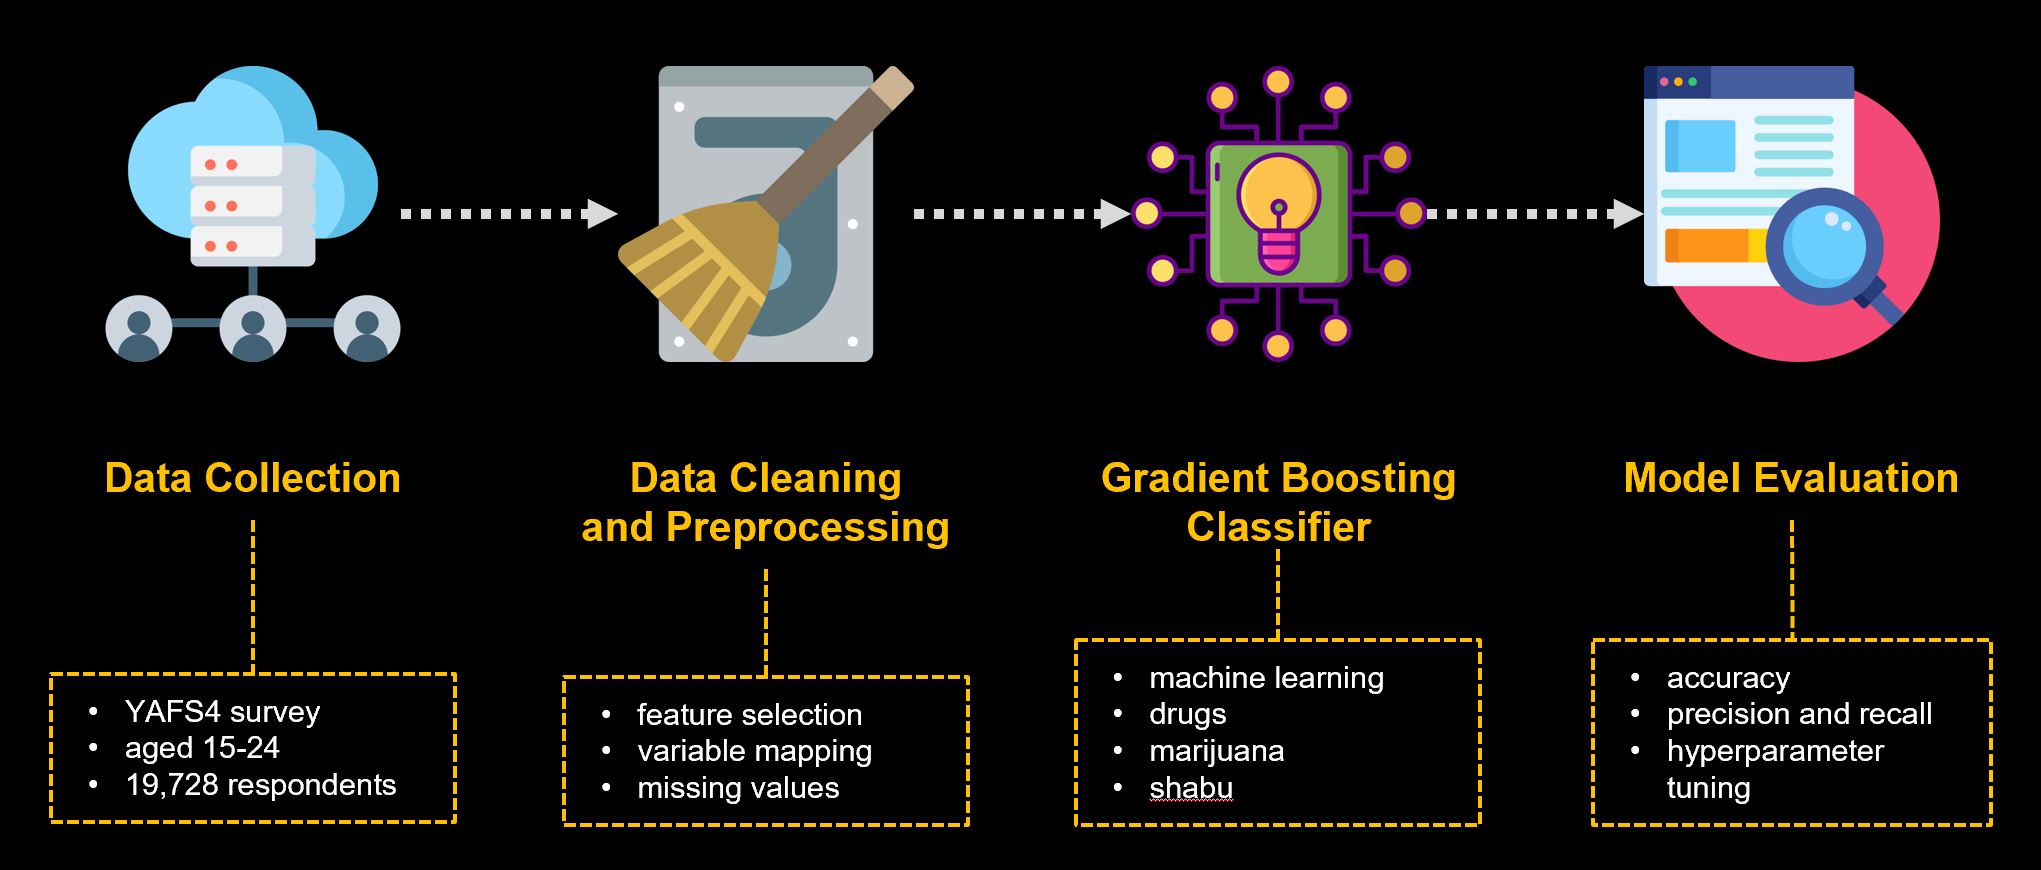 Data Collection
• YAFS4 survey
• aged 15-24
• 19,728 respondents
Data Cleaning
and Preprocessing
• feature selection
• variable mapping
• missing values
Gradient Boosting
Classifier
• machine learning
• drugs
• marijuana
• shabu
Model Evaluation
• accuracy
• precision and recall
• hyperparameter
tuning